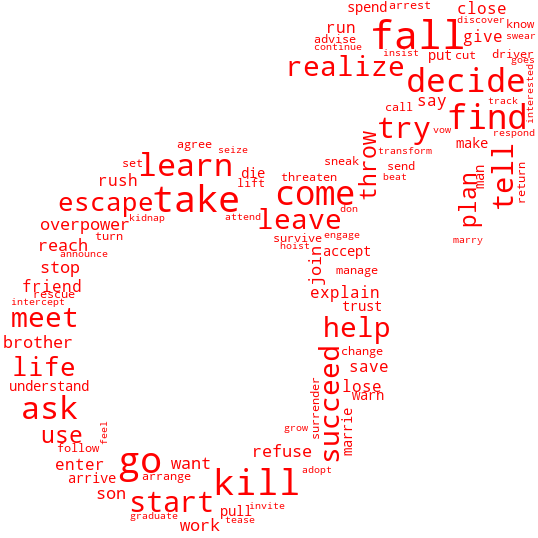 spend arrest
close
discover
run
fall
know
give
swear
advise
continue
insist
put cut
driver
realize
goes
decide
interesteds
say
track
call
find
try
vow
respond
make
agree
seize
throw
transform
tell
learn
sneak
send
man
set
die
threaten
beat
rush
lift
plan
return
escape
take
come
don
kidnap
attend
leave
overpower
turn
survive
engage
marry
reach
hoist
announce
join
accept
stop
manage
friend
rescue
explain
intercept
trust
meet
help
brother
change
life
succeed
save
understand
surrender
lose
warn
ask
marrie
feel
grow
use
follow
go
refuse
enter
want
arrive
arrange
kill
adopt
son
start
invite
graduate
pull
tease
work